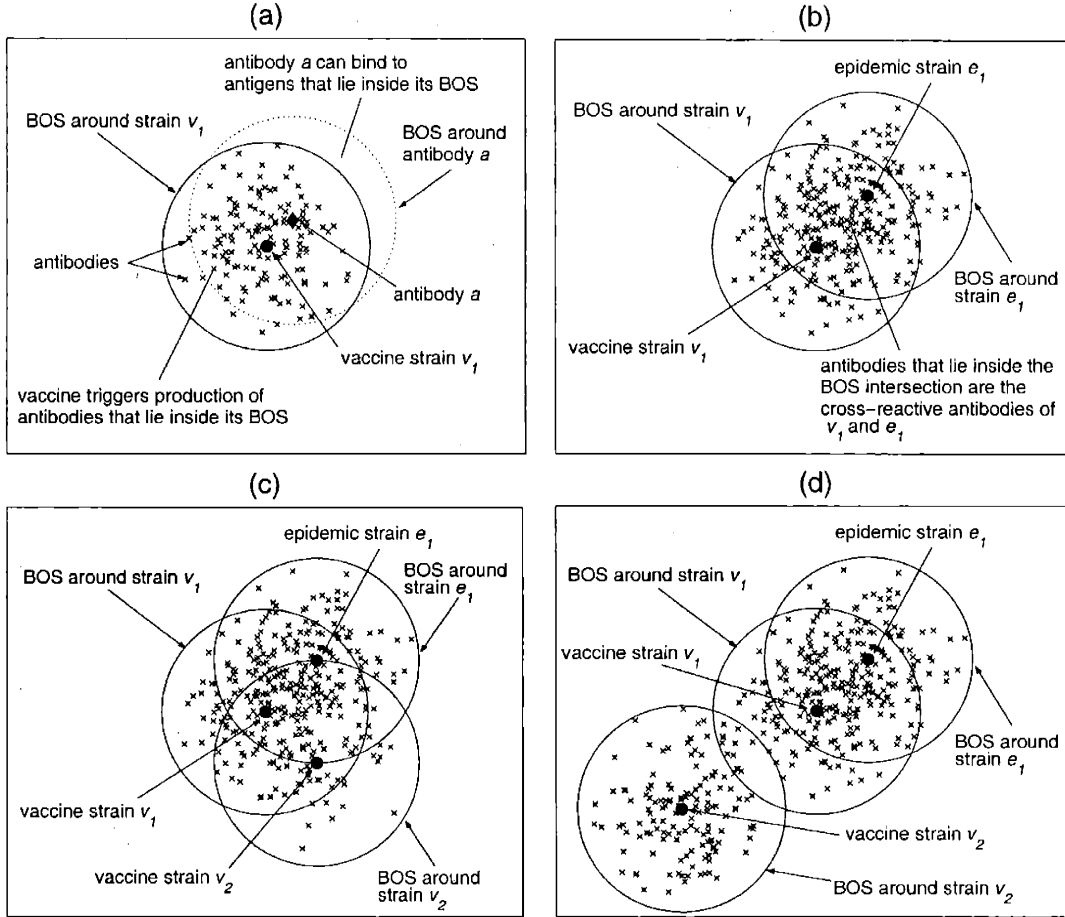 (a)
antibody a can bind to
antigens that lie inside its BOS
BOS around strain v1
BOS around
antibody a
antibodies
antibody a
vaccine strain v1
vaccine triggers production of
antibodies that lie inside its BOS
(b)
epidemic strain e1
BOS around strain v1
BOS around
strain e1
vaccine strain v1
antibodies that lie inside the
BOS intersection are the
cross-reactive antibodies of
v1 and e1
(c)
epidemic strain e1
BOS around strain v1
BOS around
strain e1
vaccine strain v1
vaccine strain v2
BOS around
strain v2
(d)
epidemic strain e1
BOS around strain v1
vaccine strain v1
BOS around
strain e1
vaccine strain v2
BOS around strain v2